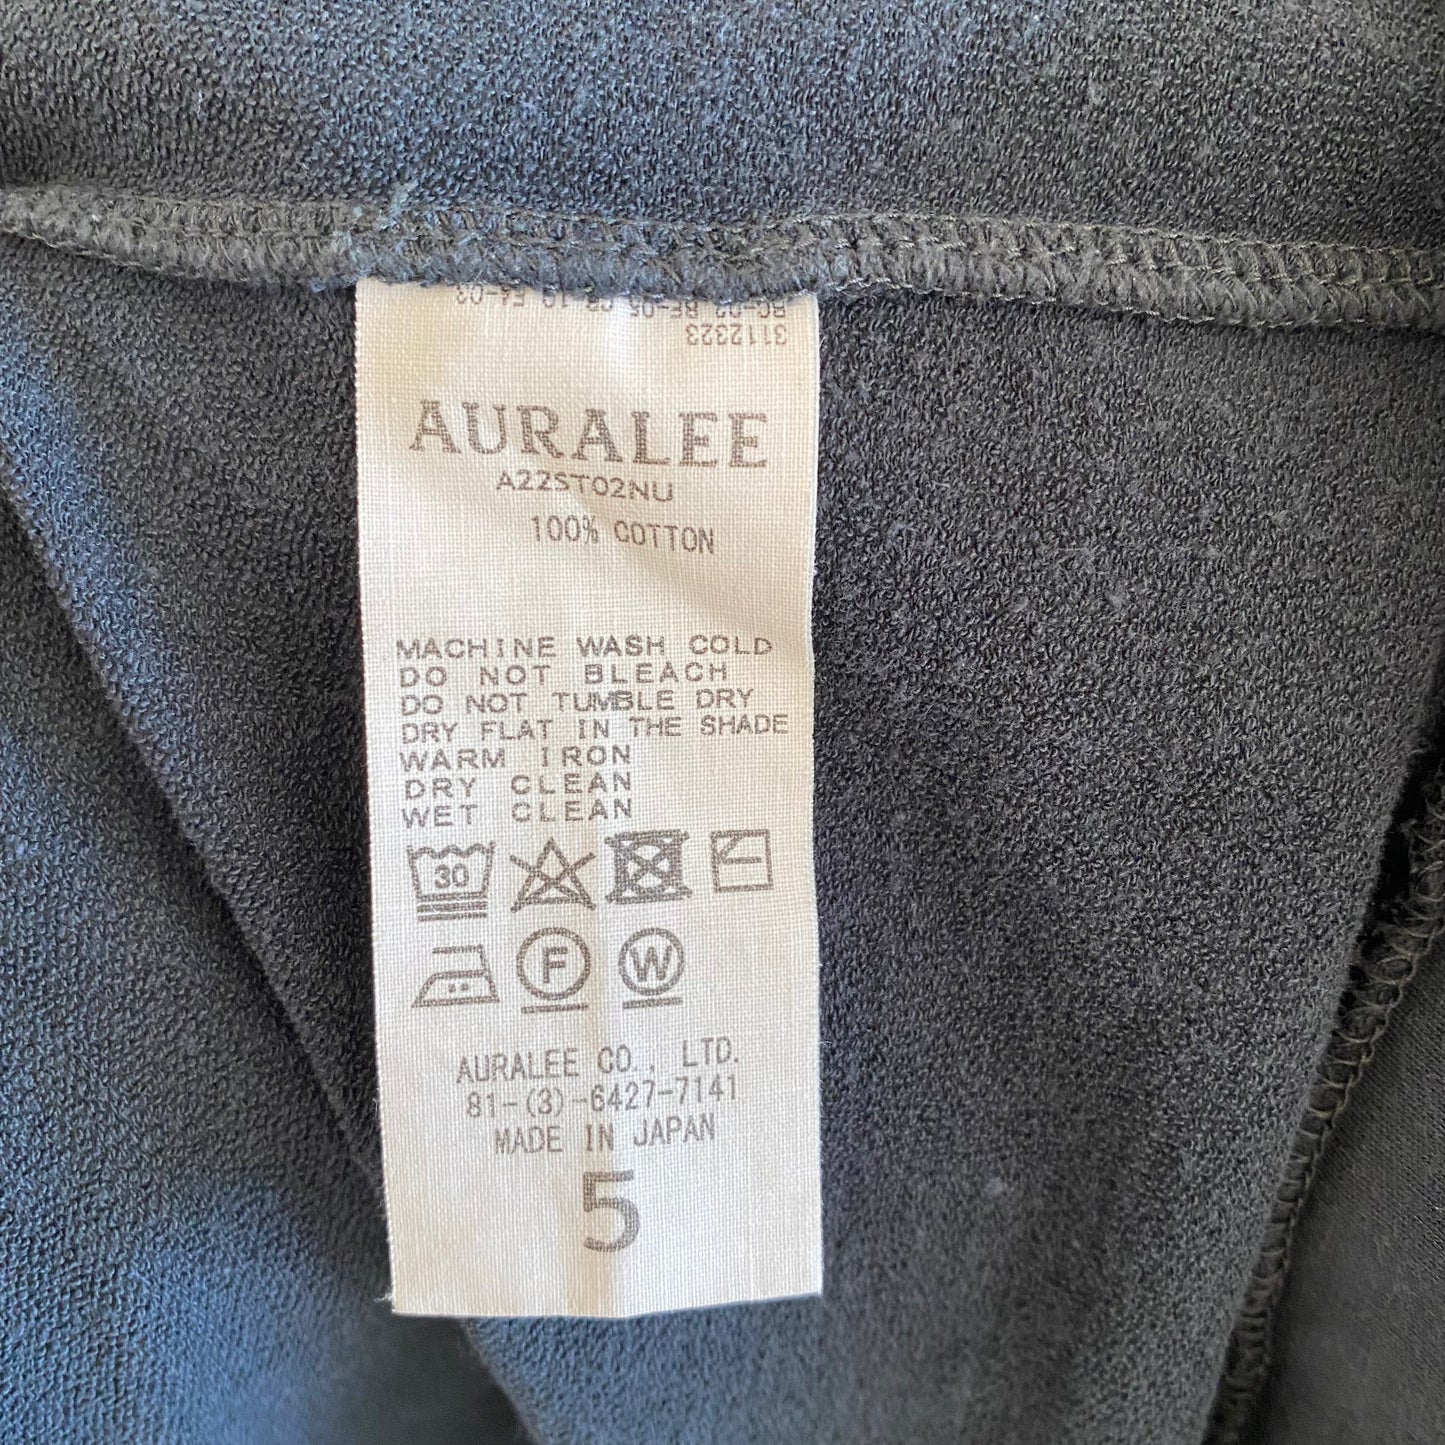 3112323
AURALEE
A22ST02NU
100% COTTON
MACHINE WASH COLD
DO NOT BLEACH
DO NOT TUMBLE DRY
DRY FLAT IN THE SHADE
WARM IRON
DRY CLEAN
WET CLEAN
30
F W
AURALEE CO., LTD.
81-(3)-6427-7141
MADE IN JAPAN
5